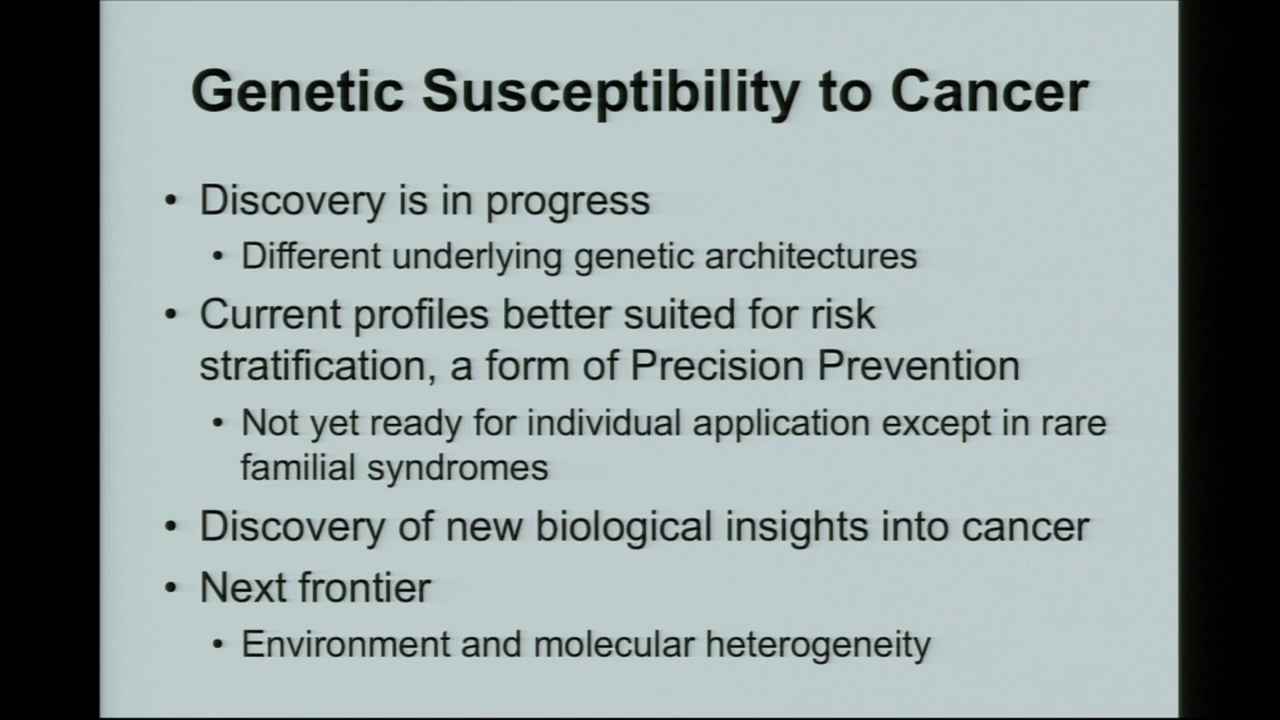 Genetic Susceptibility to Cancer
• Discovery is in progress
• Different underlying genetic architectures
• Current profiles better suited for risk
stratification, a form of Precision Prevention
• Not yet ready for individual application except in rare
familial syndromes
• Discovery of new biological insights into cancer
• Next frontier
• Environment and molecular heterogeneity